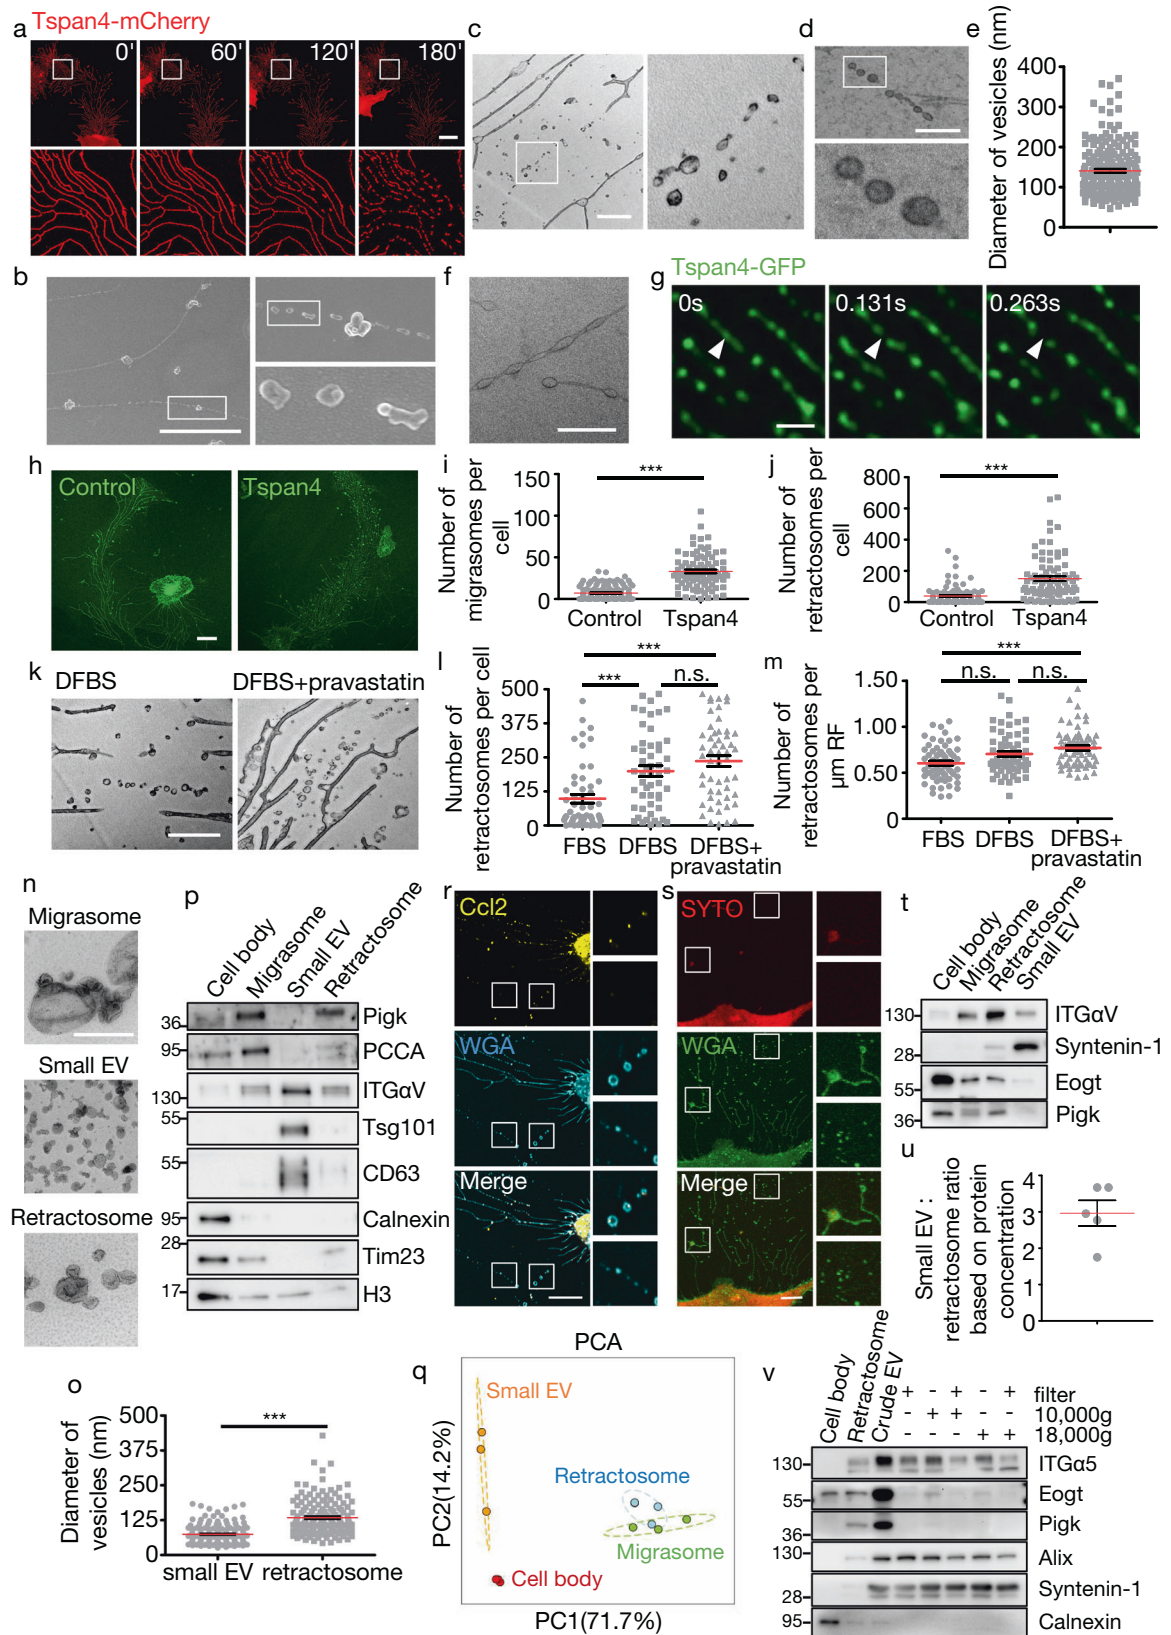 a
Tspan4-mCherry
0' 60' 120' 180'
b
c
d
e
Diameter of vesicles (nm)
400
300
200
100
0
f
g
Tspan4-GFP
0s 0.131s 0.263s
h
Control Tspan4
i
Number of
migrasomes per
cell
150
100
50
0
Control Tspan4
***
j
Number of
retractosomes per
cell
800
600
400
200
0
Control Tspan4
***
k
DFBS DFBS+pravastatin
l
Number of
retractosomes per cell
500
375
250
125
0
***
*** n.s.
FBS DFBS DFBS+
pravastatin
m
Number of
retractosomes per
μm RF
1.50
1.00
0.50
0.00
***
n.s. n.s.
FBS DFBS DFBS+
pravastatin
n
Migrasome
Small EV
Retractosome
o
Diameter of
vesicles (nm)
500
375
250
125
0
***
small EV retractosome
p
Cell body Migrasome Small EV Retractosome
36 Pigk
95 PCCA
130 ITGαV
55 Tsg101
55 CD63
95 Calnexin
28 Tim23
17 H3
q
PCA
Small EV
Retractosome
Migrasome
Cell body
PC2(14.2%)
PC1(71.7%)
r
Ccl2
WGA
Merge
s
SYTO
WGA
Merge
t
Cell body Migrasome Retractosome Small EV
130 ITGαV
28 Syntenin-1
55 Eogt
36 Pigk
u
Small EV :
retractosome ratio
based on protein
concentration
4
3
2
1
0
v
Cell body Retractosome Crude EV
+ - + - + filter
- + + - - 10,000g
- - - + + 18,000g
130 ITGα5
55 Eogt
36 Pigk
130 Alix
28 Syntenin-1
95 Calnexin